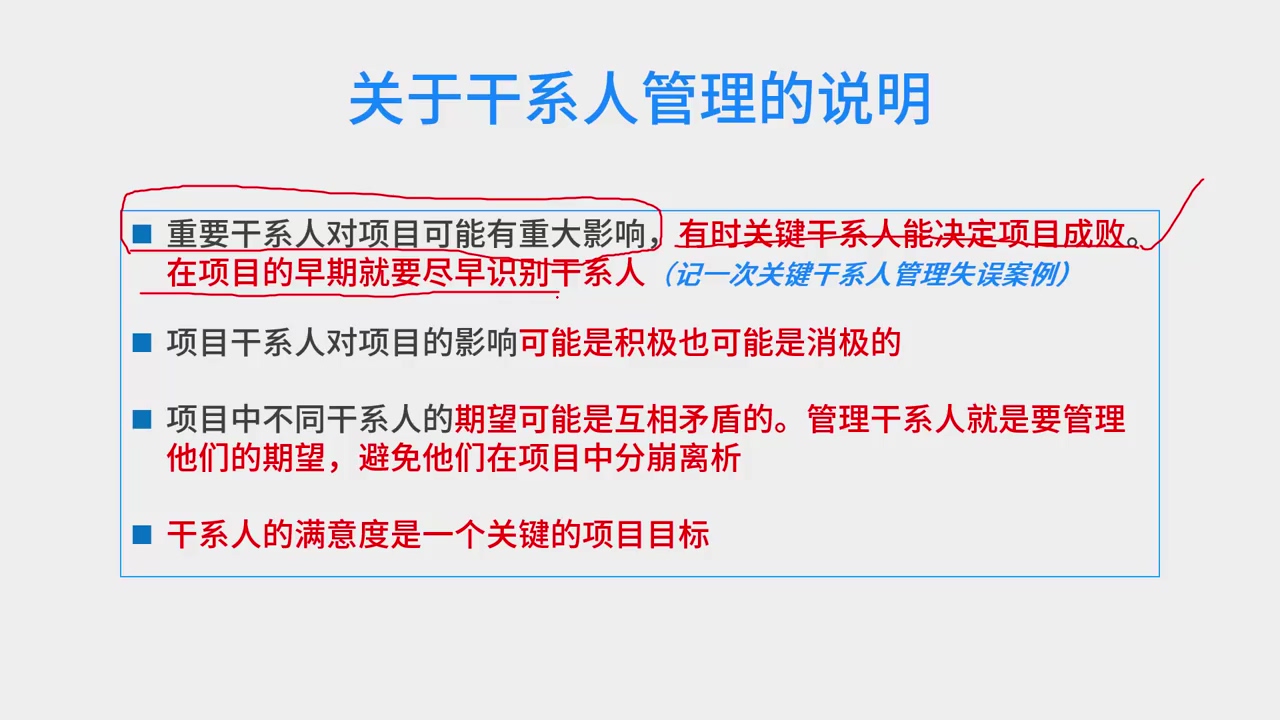 关于干系人管理的说明
■ 重要干系人对项目可能有重大影响，有时关键干系人能决定项目成败。
在项目的早期就要尽早识别干系人（记一次关键干系人管理失误案例）
■ 项目干系人对项目的影响可能是积极也可能是消极的
■ 项目中不同干系人的期望可能是互相矛盾的。管理干系人就是要管理
他们的期望，避免他们在项目中分崩离析
■ 干系人的满意度是一个关键的项目目标